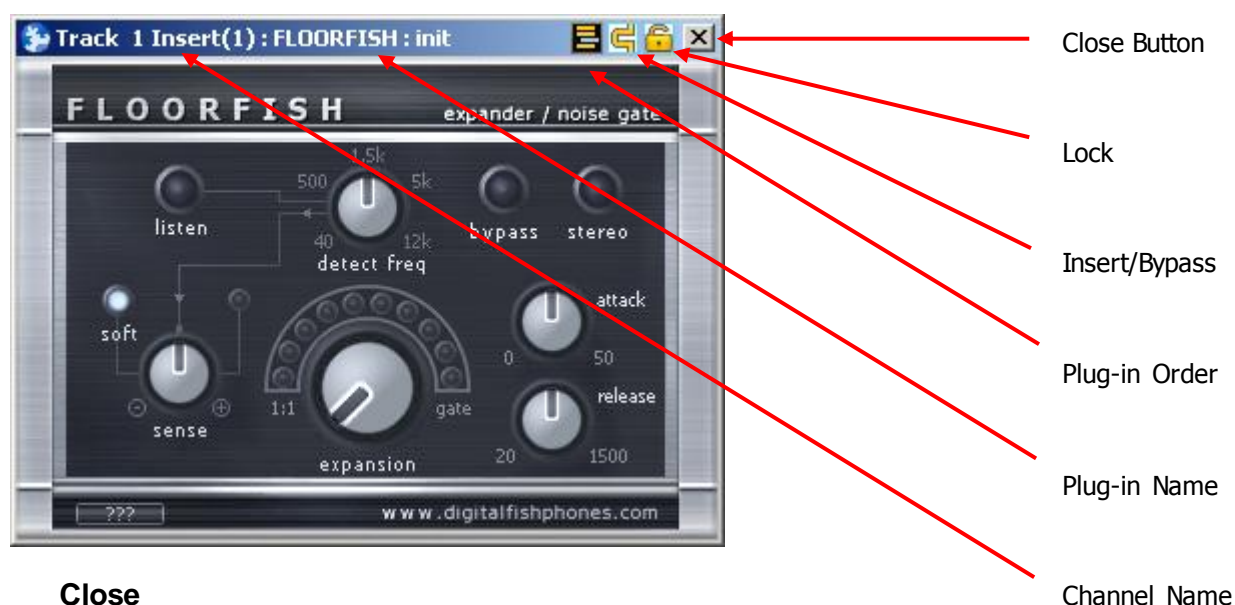 Track 1 Insert(1) : FLOORFISH : init
Close Button
FLOORFISH
expander / noise gate
Lock
1.5k
500
5k
listen
40
12k
bypass
stereo
detect freq
Insert/Bypass
attack
soft
0
50
Plug-in Order
release
1:1
gate
sense
20
1500
expansion
Plug-in Name
???
www.digitalfishphones.com
Close
Channel Name